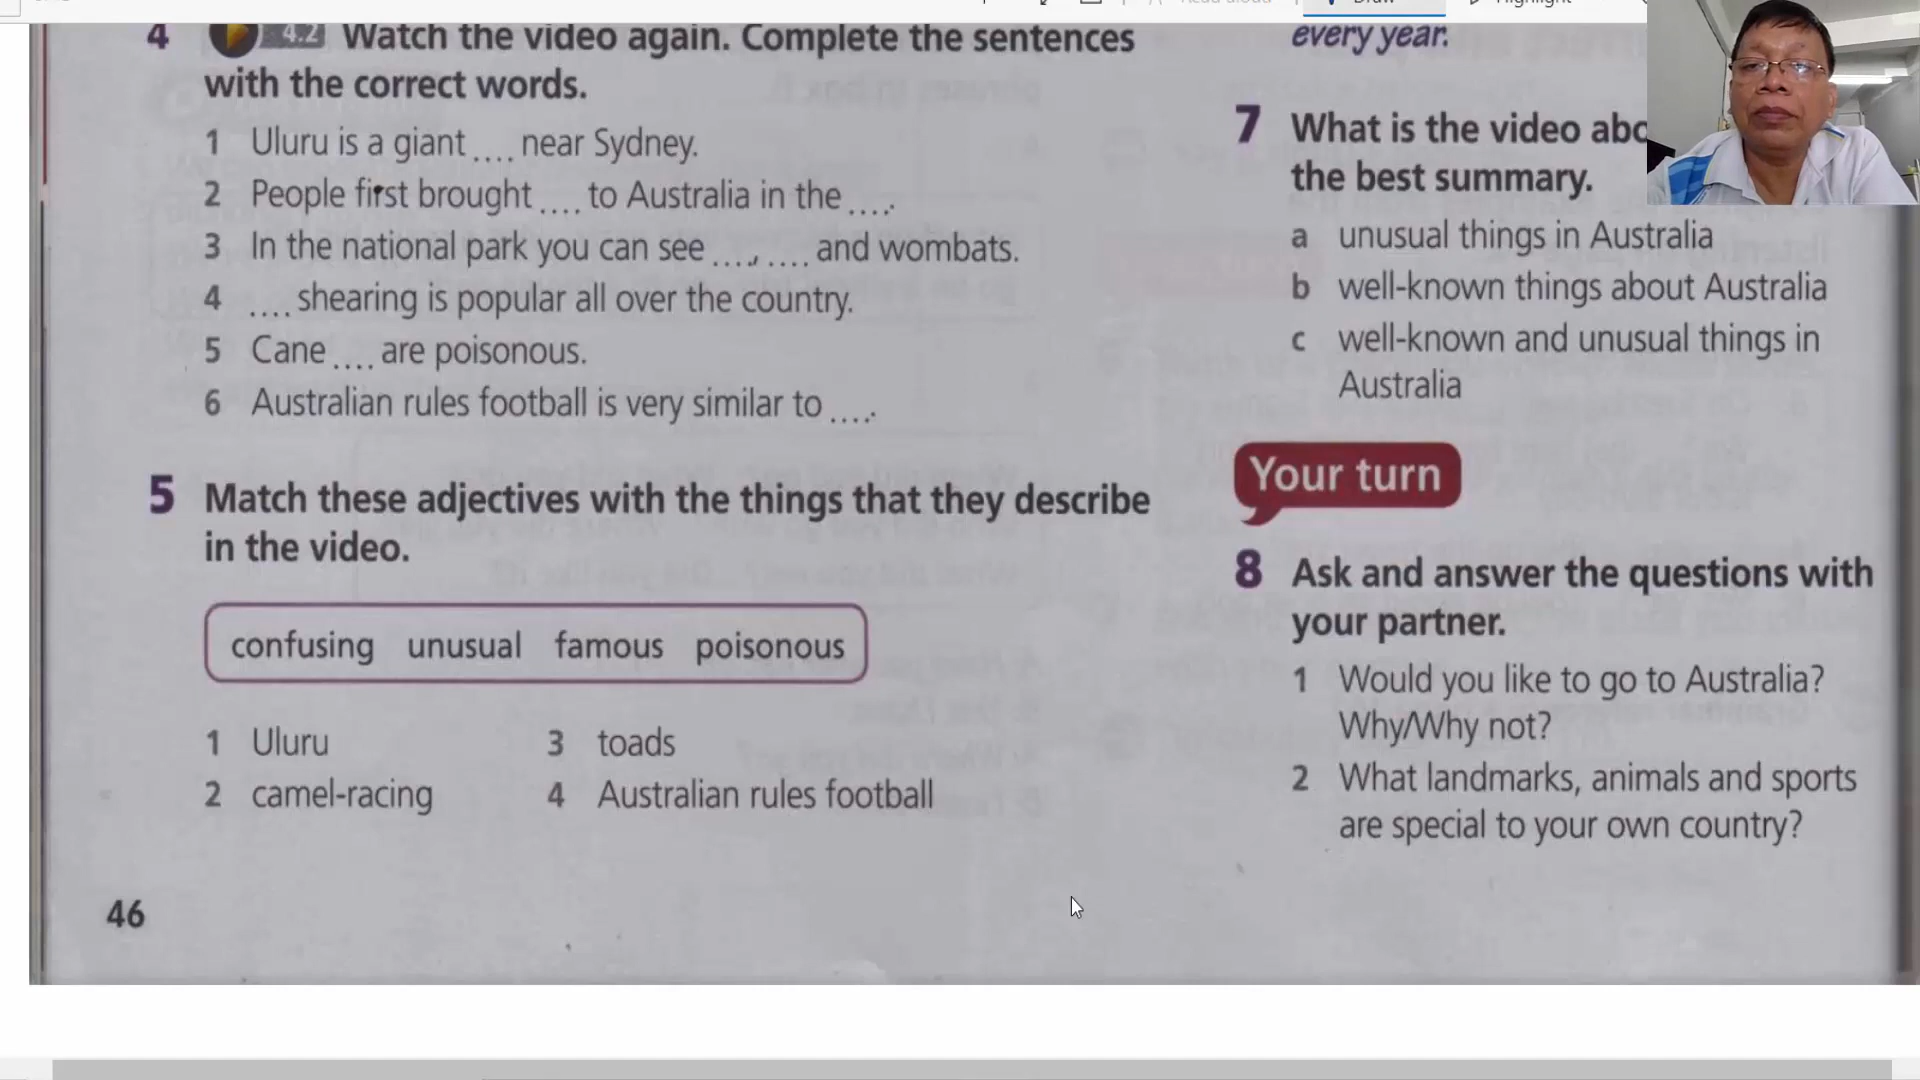 4 4.2 Watch the video again. Complete the sentences
with the correct words.
1 Uluru is a giant .... near Sydney.
2 People first brought .... to Australia in the ....
3 In the national park you can see ...., .... and wombats.
4 .... shearing is popular all over the country.
5 Cane .... are poisonous.
6 Australian rules football is very similar to ....
5 Match these adjectives with the things that they describe
in the video.
confusing unusual famous poisonous
1 Uluru
2 camel-racing
3 toads
4 Australian rules football
46
every year.
7 What is the video
the best summary.
a unusual things in Australia
b well-known things about Australia
c well-known and unusual things in
Australia
Your turn
8 Ask and answer the questions with
your partner.
1 Would you like to go to Australia?
Why/Why not?
2 What landmarks, animals and sports
are special to your own country?